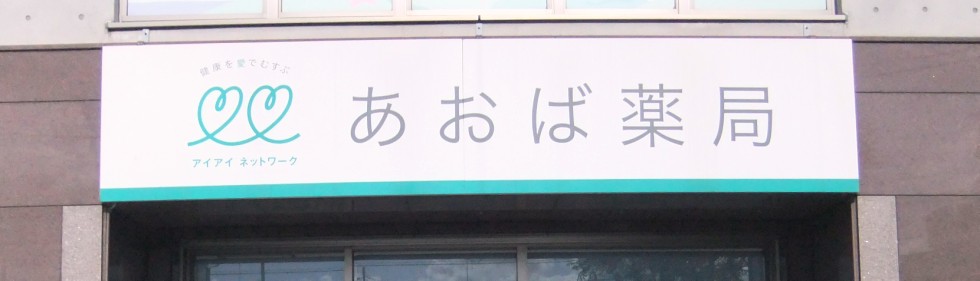 健康を愛でむすぶ
アイアイ ネットワーク
あおば薬局